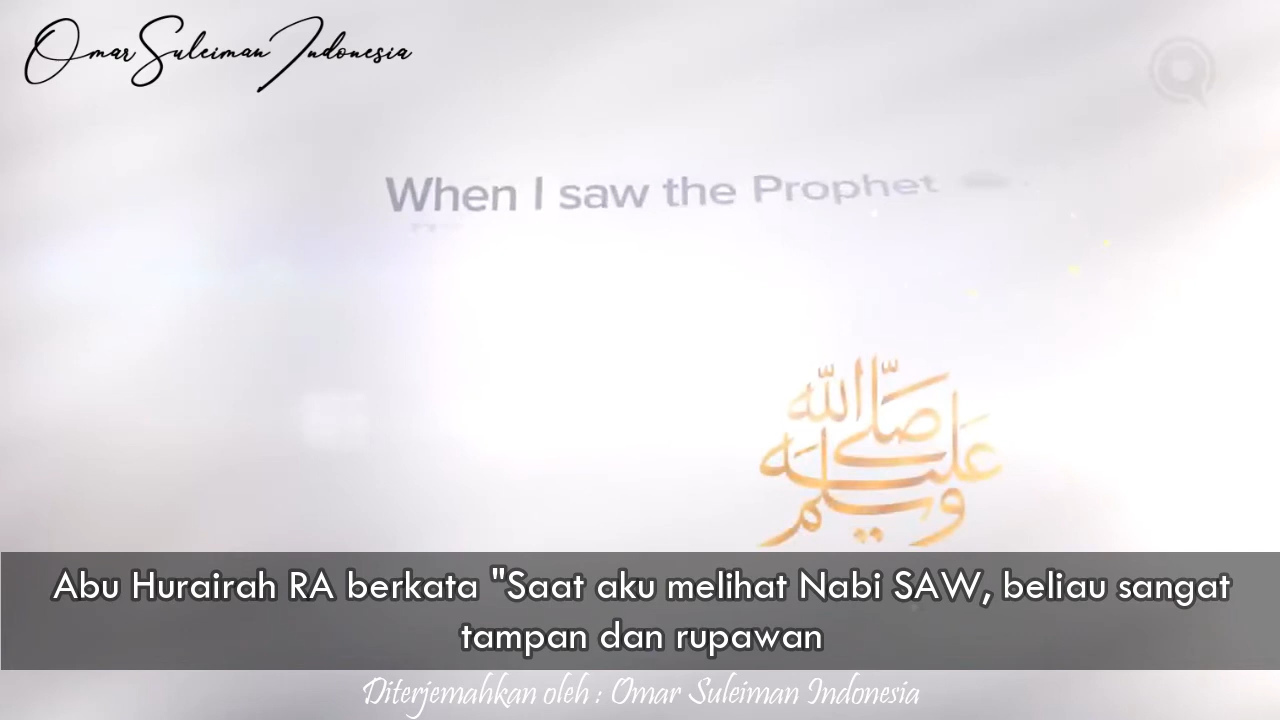 Omar Suleiman Indonesia
When I saw the Prophet
صلى الله
عليه
وسلم
Abu Hurairah RA berkata "Saat aku melihat Nabi SAW, beliau sangat
tampan dan rupawan
Diterjemahkan oleh : Omar Suleiman Indonesia